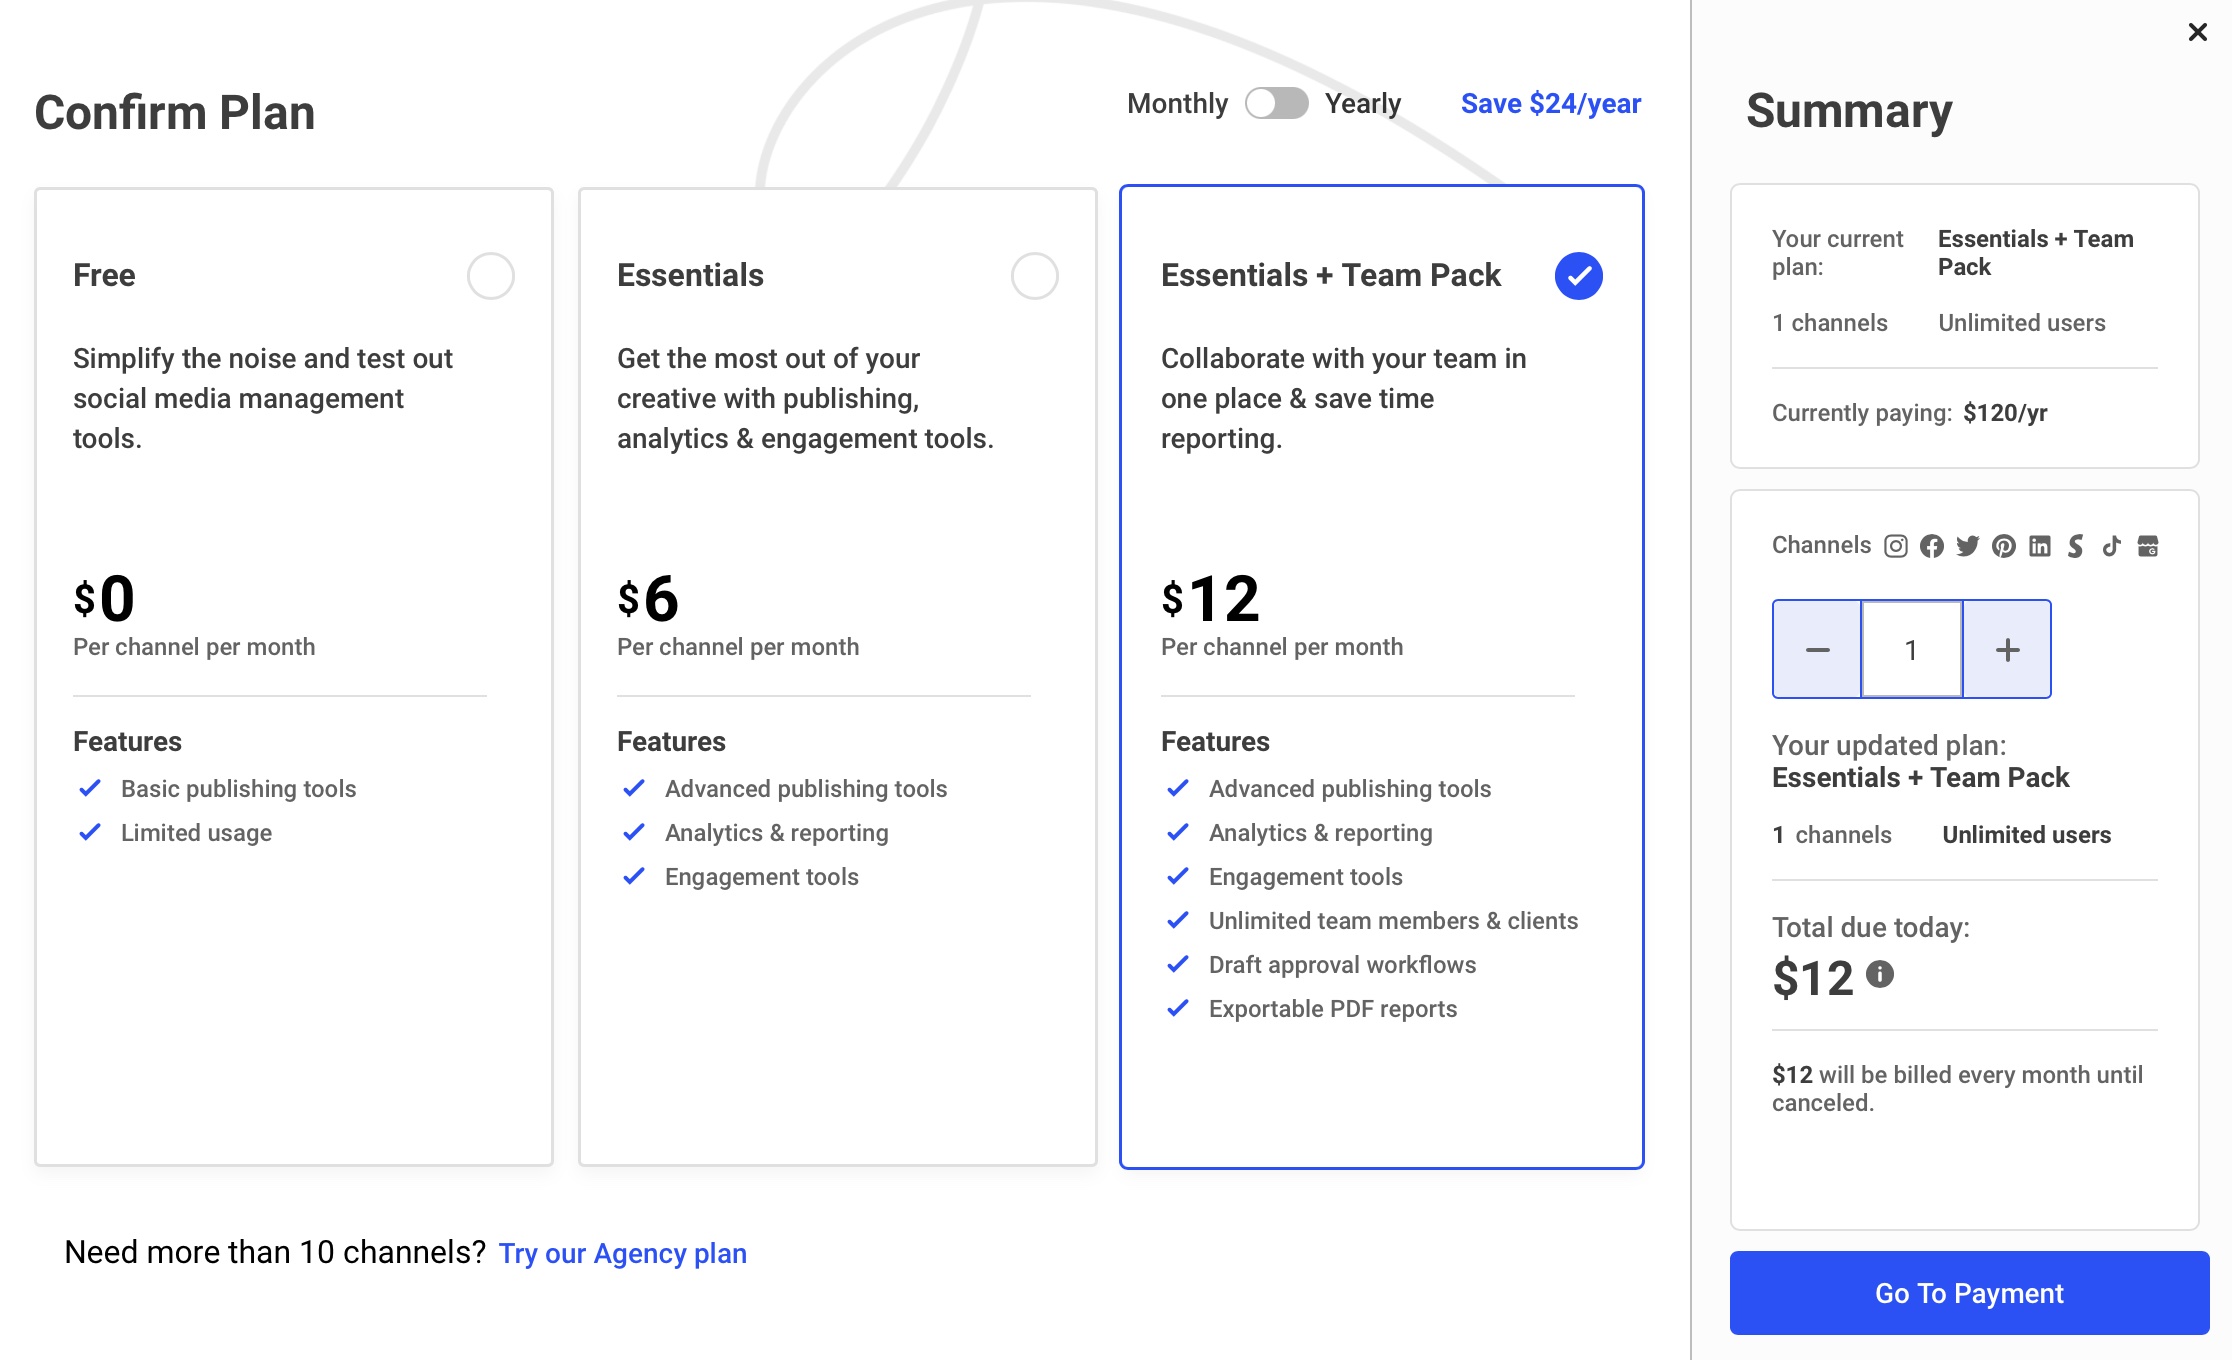 Confirm Plan
Monthly Yearly Save $24/year
Free
Simplify the noise and test out
social media management
tools.
$0
Per channel per month
Features
Basic publishing tools
Limited usage
Essentials
Get the most out of your
creative with publishing,
analytics & engagement tools.
$6
Per channel per month
Features
Advanced publishing tools
Analytics & reporting
Engagement tools
Essentials + Team Pack
Collaborate with your team in
one place & save time
reporting.
$12
Per channel per month
Features
Advanced publishing tools
Analytics & reporting
Engagement tools
Unlimited team members & clients
Draft approval workflows
Exportable PDF reports
Need more than 10 channels? Try our Agency plan
Summary
Your current
plan:
Essentials + Team
Pack
1 channels Unlimited users
Currently paying: $120/yr
Channels
1
Your updated plan:
Essentials + Team Pack
1 channels Unlimited users
Total due today:
$12
$12 will be billed every month until
canceled.
Go To Payment